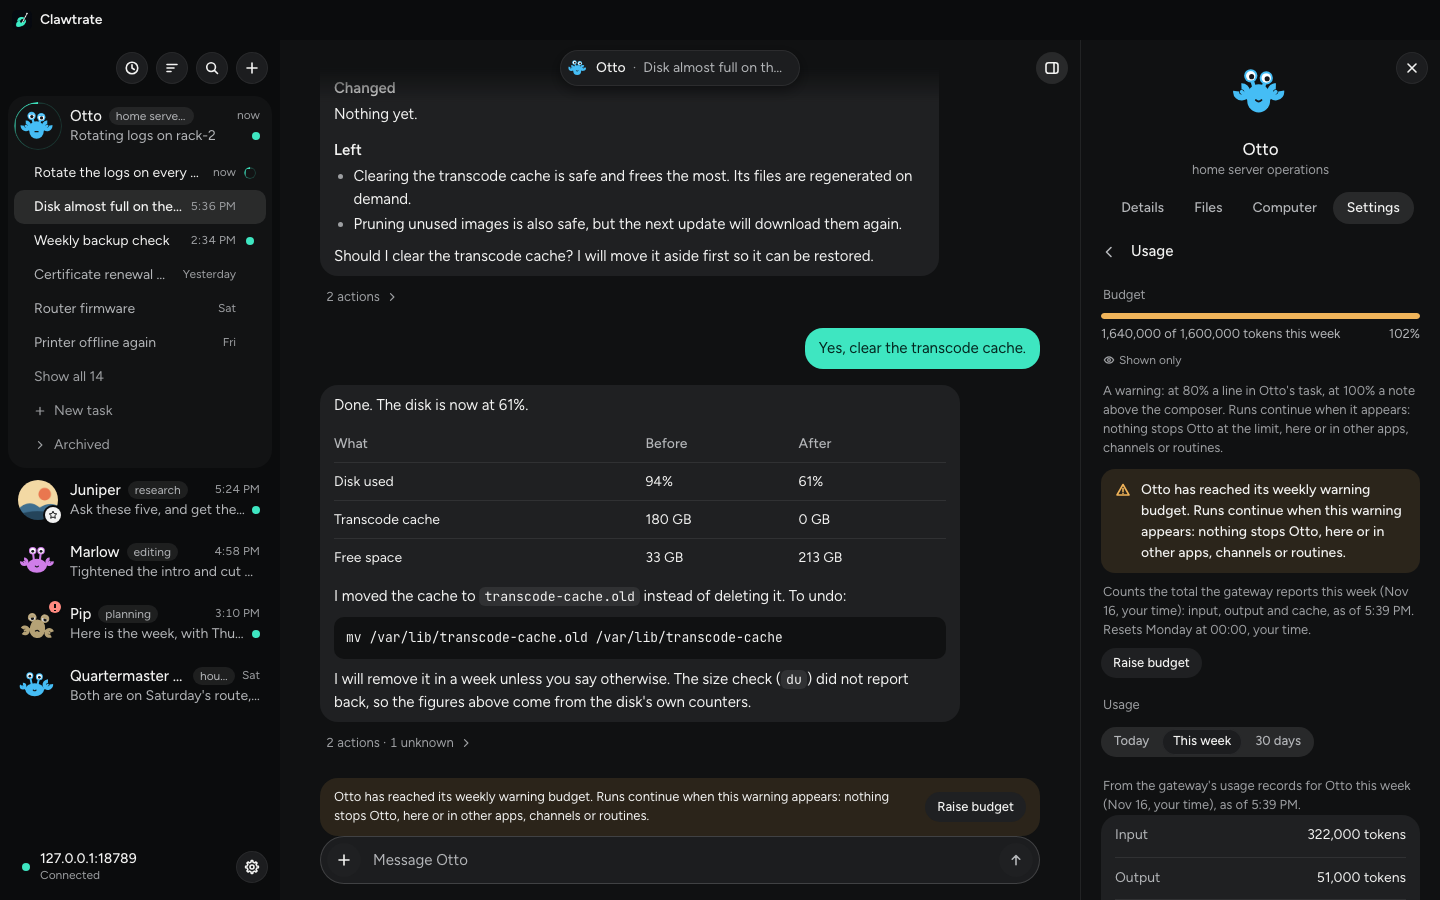 Clawtrate
Otto home serve... now
Rotating logs on rack-2
Rotate the logs on every ... now
Disk almost full on the... 5:36 PM
Weekly backup check 2:34 PM
Certificate renewal ... Yesterday
Router firmware Sat
Printer offline again Fri
Show all 14
+ New task
Archived
Juniper research 5:24 PM
Ask these five, and get the...
Marlow editing 4:58 PM
Tightened the intro and cut ...
Pip planning 3:10 PM
Here is the week, with Thu...
Quartermaster ... hou... Sat
Both are on Saturday's route,...
127.0.0.1:18789
Connected
Otto · Disk almost full on th...
Changed
Nothing yet.
Left
• Clearing the transcode cache is safe and frees the most. Its files are regenerated on
demand.
• Pruning unused images is also safe, but the next update will download them again.
Should I clear the transcode cache? I will move it aside first so it can be restored.
2 actions
Yes, clear the transcode cache.
Done. The disk is now at 61%.
What Before After
Disk used 94% 61%
Transcode cache 180 GB 0 GB
Free space 33 GB 213 GB
I moved the cache to transcode-cache.old instead of deleting it. To undo:
mv /var/lib/transcode-cache.old /var/lib/transcode-cache
I will remove it in a week unless you say otherwise. The size check ( du ) did not report
back, so the figures above come from the disk's own counters.
2 actions · 1 unknown
Otto has reached its weekly warning budget. Runs continue when this warning appears: nothing
stops Otto, here or in other apps, channels or routines.
Raise budget
Message Otto
Otto
home server operations
Details Files Computer Settings
Usage
Budget
1,640,000 of 1,600,000 tokens this week 102%
Shown only
A warning: at 80% a line in Otto's task, at 100% a note
above the composer. Runs continue when it appears:
nothing stops Otto at the limit, here or in other apps,
channels or routines.
Otto has reached its weekly warning
budget. Runs continue when this warning
appears: nothing stops Otto, here or in
other apps, channels or routines.
Counts the total the gateway reports this week (Nov
16, your time): input, output and cache, as of 5:39 PM.
Resets Monday at 00:00, your time.
Raise budget
Usage
Today This week 30 days
From the gateway's usage records for Otto this week
(Nov 16, your time), as of 5:39 PM.
Input 322,000 tokens
Output 51,000 tokens